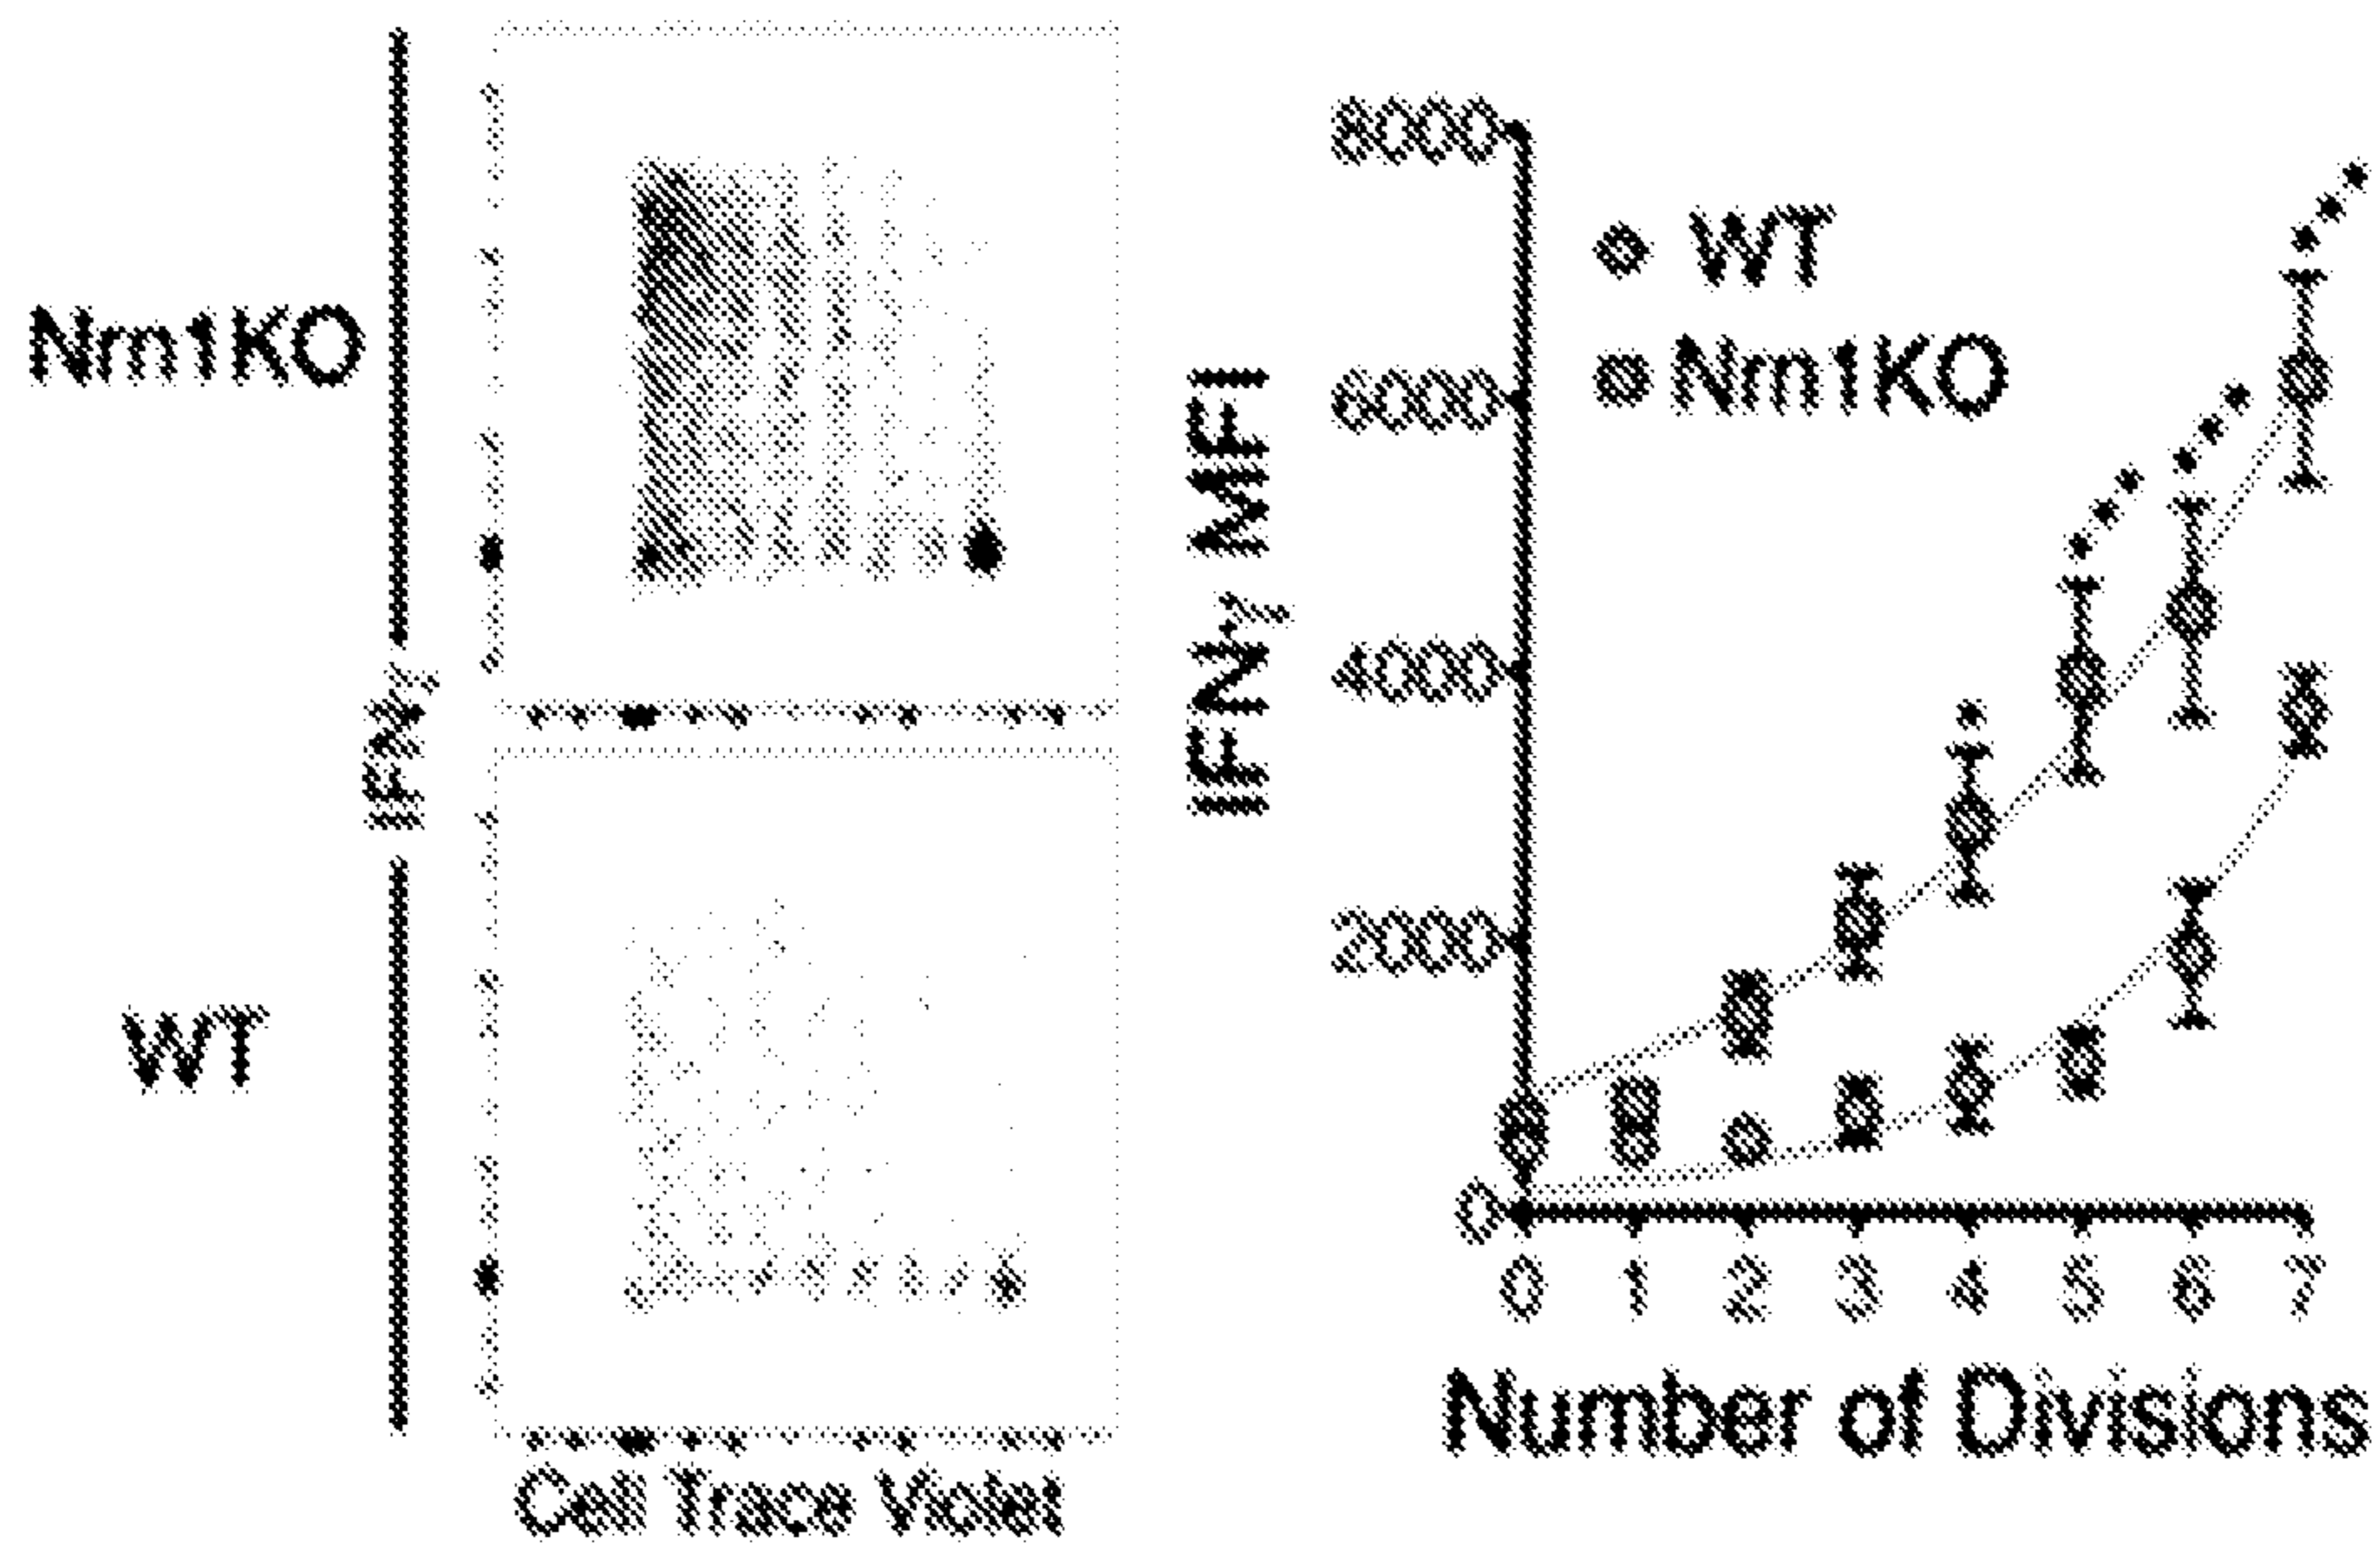 Nrn1KO
IFNγ
WT
Cell Trace Violet
IFNγ MFI
8000
6000
4000
2000
0
WT
Nrn1KO
*
***
***
***
0 1 2 3 4 5 6 7
Number of Divisions